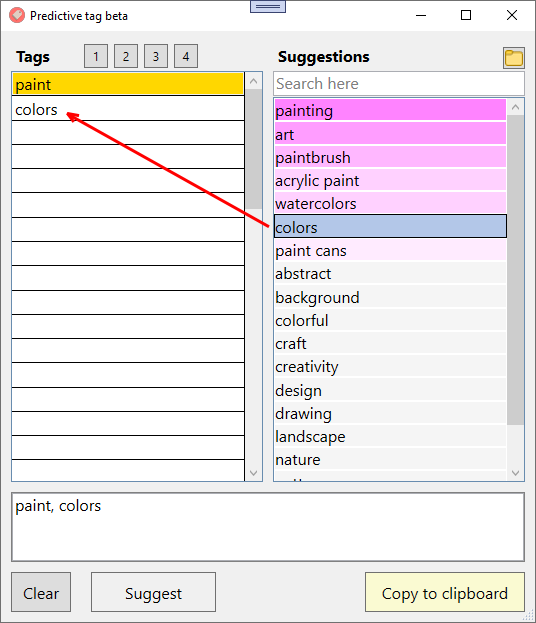 Predictive tag beta
Tags 1 2 3 4 Suggestions
Search here
paint
colors
painting
art
paintbrush
acrylic paint
watercolors
colors
paint cans
abstract
background
colorful
craft
creativity
design
drawing
landscape
nature
paint, colors
Clear Suggest Copy to clipboard